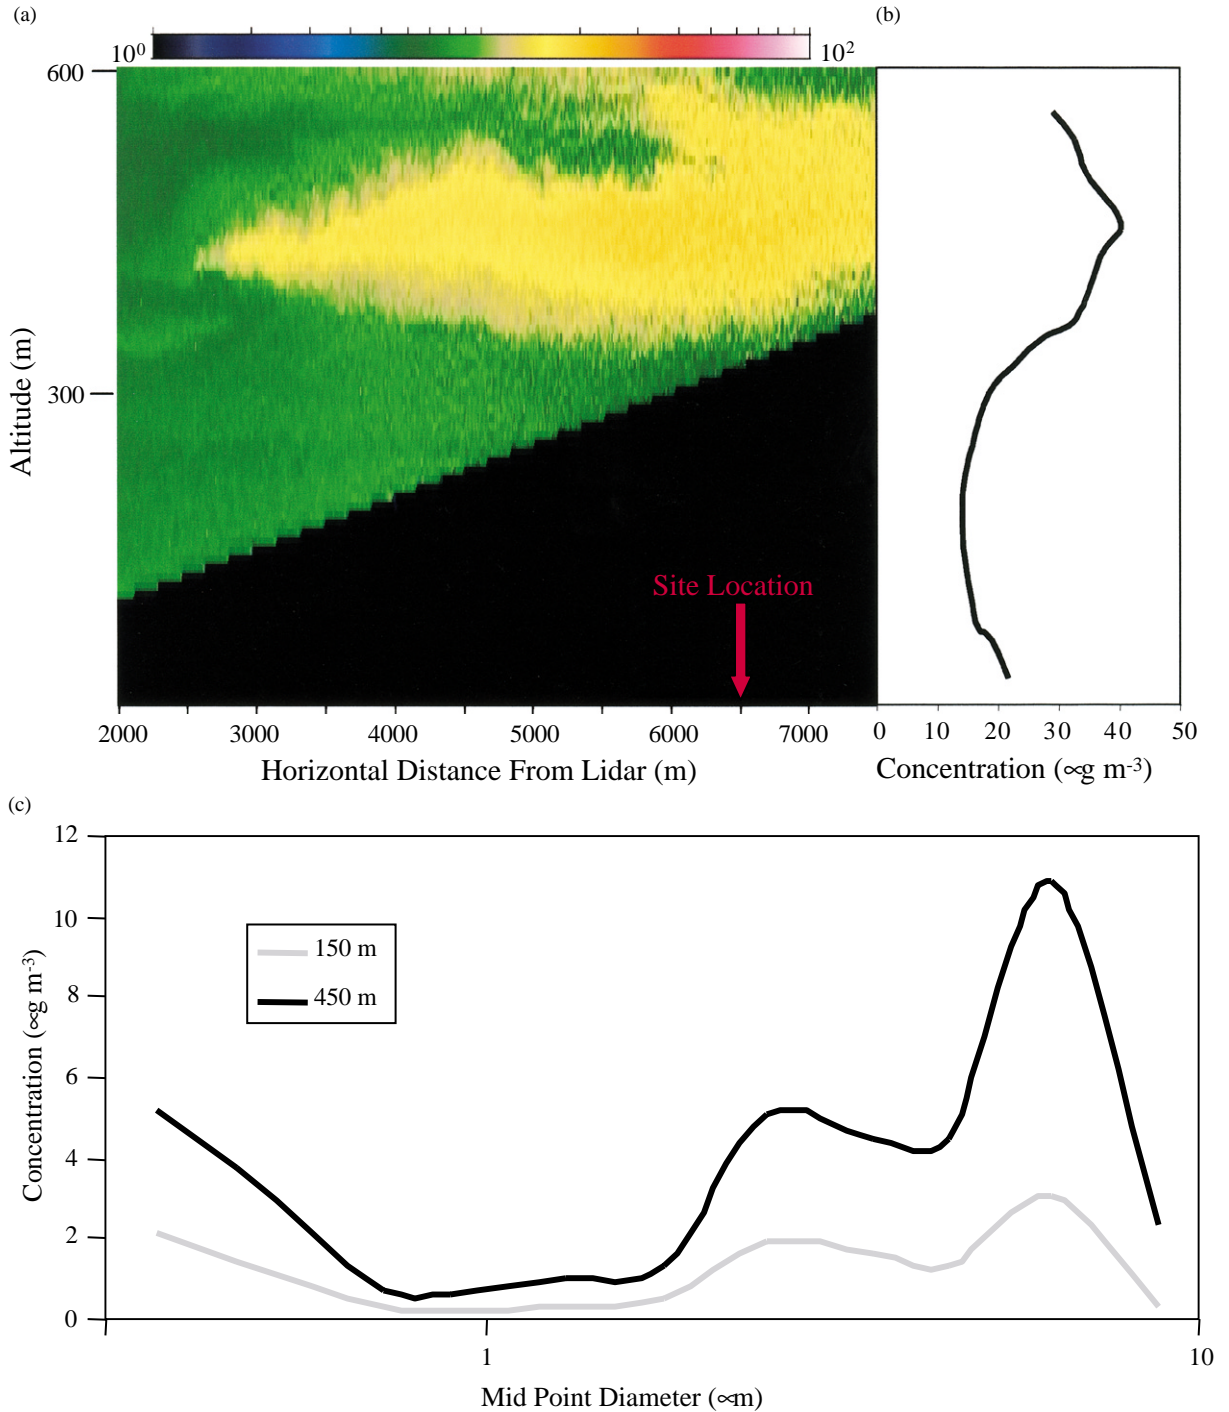 (a)
(b)
10⁰
10²
600
300
Altitude (m)
Site Location
2000 3000 4000 5000 6000 7000
0 10 20 30 40 50
Horizontal Distance From Lidar (m)
Concentration (∝g m⁻³)
(c)
12
10
8
6
4
2
0
Concentration (∝g m⁻³)
150 m
450 m
1 10
Mid Point Diameter (∝m)